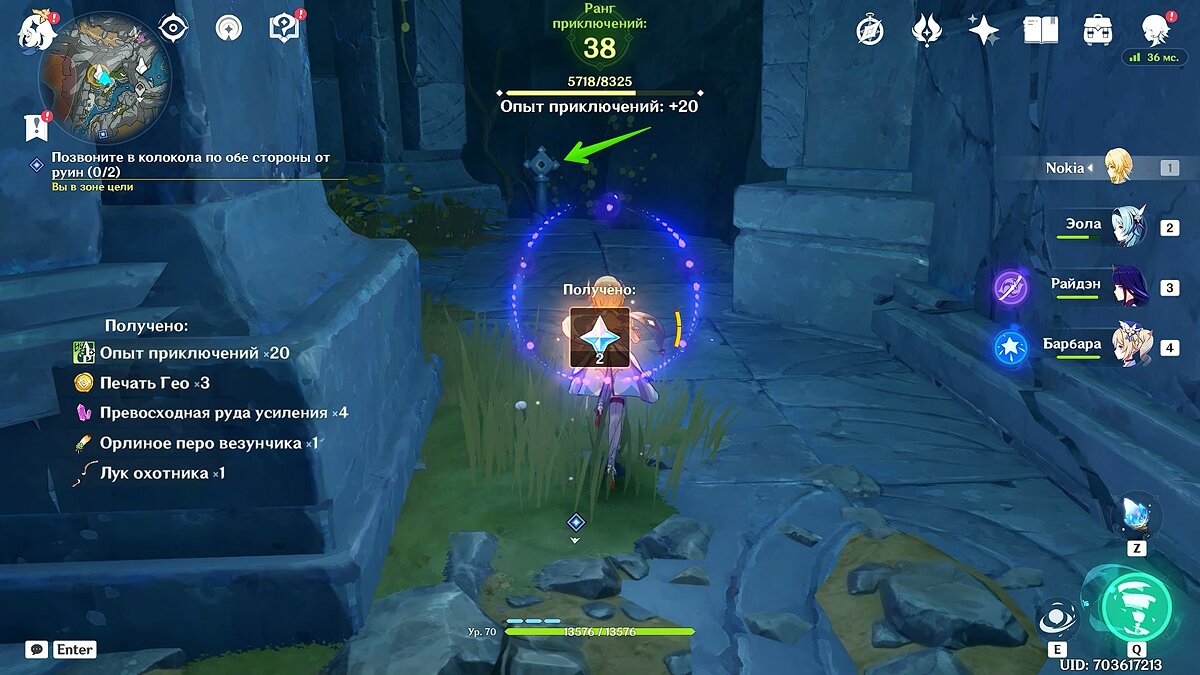 Ранг
приключений:
38
5718/8325
Опыт приключений: +20
36 мс.
Позвоните в колокола по обе стороны от
руин (0/2)
Вы в зоне цели
Nokia
1
Эола
2
Райдэн
3
Барбара
4
Получено:
2
Получено:
Опыт приключений ×20
Печать Гео ×3
Превосходная руда усиления ×4
Орлиное перо везунчика ×1
Лук охотника ×1
Z
E
Q
Ур. 70
13576 / 13576
Enter
UID: 703617213